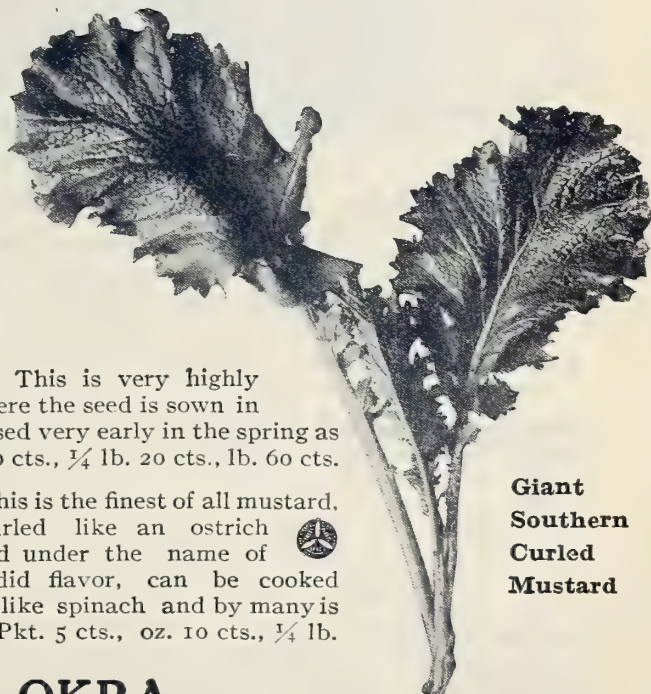 This is very highly
ere the seed is sown in
sed very early in the spring as
cts., ¼ lb. 20 cts., lb. 60 cts.
his is the finest of all mustard,
rled like an ostrich
d under the name of
did flavor, can be cooked
like spinach and by many is
Pkt. 5 cts., oz. 10 cts., ¼ lb.
Giant
Southern
Curled
Mustard
OKRA